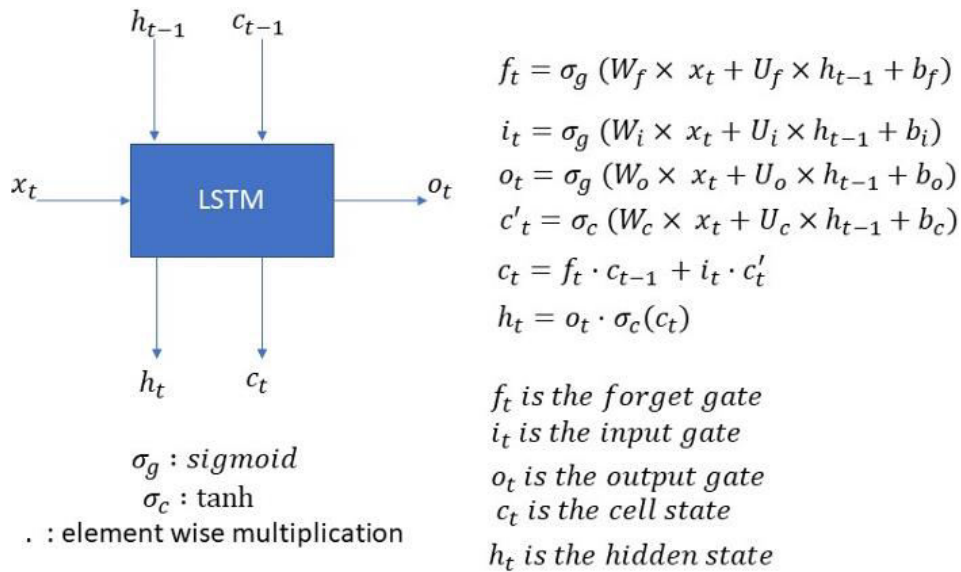 h_{t−1} c_{t−1}
x_t LSTM o_t
h_t c_t
σ_g : sigmoid
σ_c : tanh
. : element wise multiplication
f_t = σ_g (W_f × x_t + U_f × h_{t−1} + b_f)
i_t = σ_g (W_i × x_t + U_i × h_{t−1} + b_i)
o_t = σ_g (W_o × x_t + U_o × h_{t−1} + b_o)
c'_t = σ_c (W_c × x_t + U_c × h_{t−1} + b_c)
c_t = f_t · c_{t−1} + i_t · c'_t
h_t = o_t · σ_c(c_t)
f_t is the forget gate
i_t is the input gate
o_t is the output gate
c_t is the cell state
h_t is the hidden state